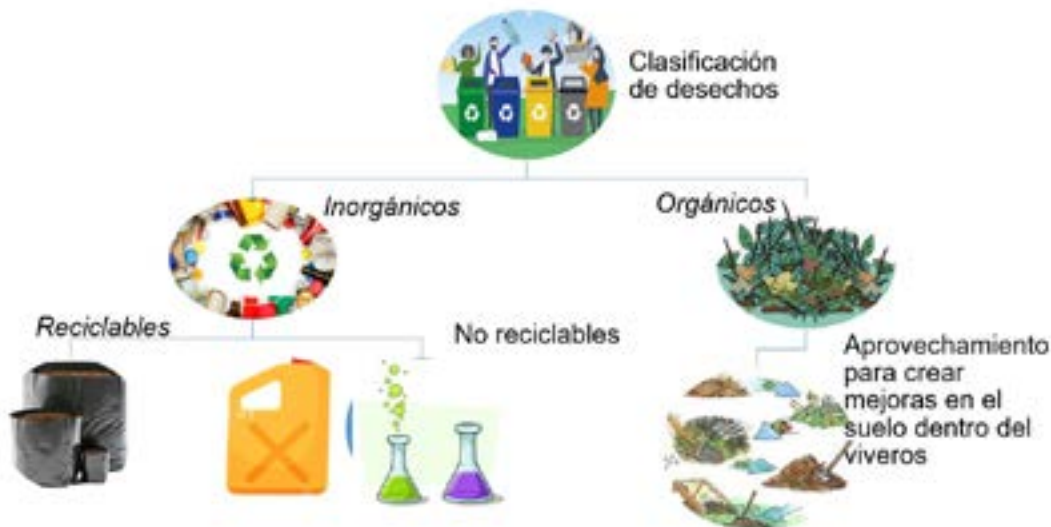 Clasificación
de desechos
Inorgánicos
Orgánicos
Reciclables
No reciclables
Aprovechamiento
para crear
mejoras en el
suelo dentro del
viveros